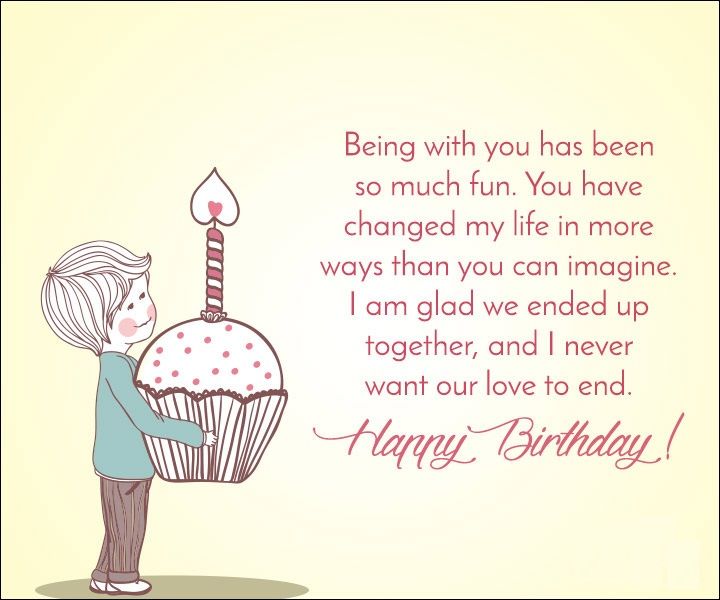 Being with you has been
so much fun. You have
changed my life in more
ways than you can imagine.
I am glad we ended up
together, and I never
want our love to end.
Happy Birthday!